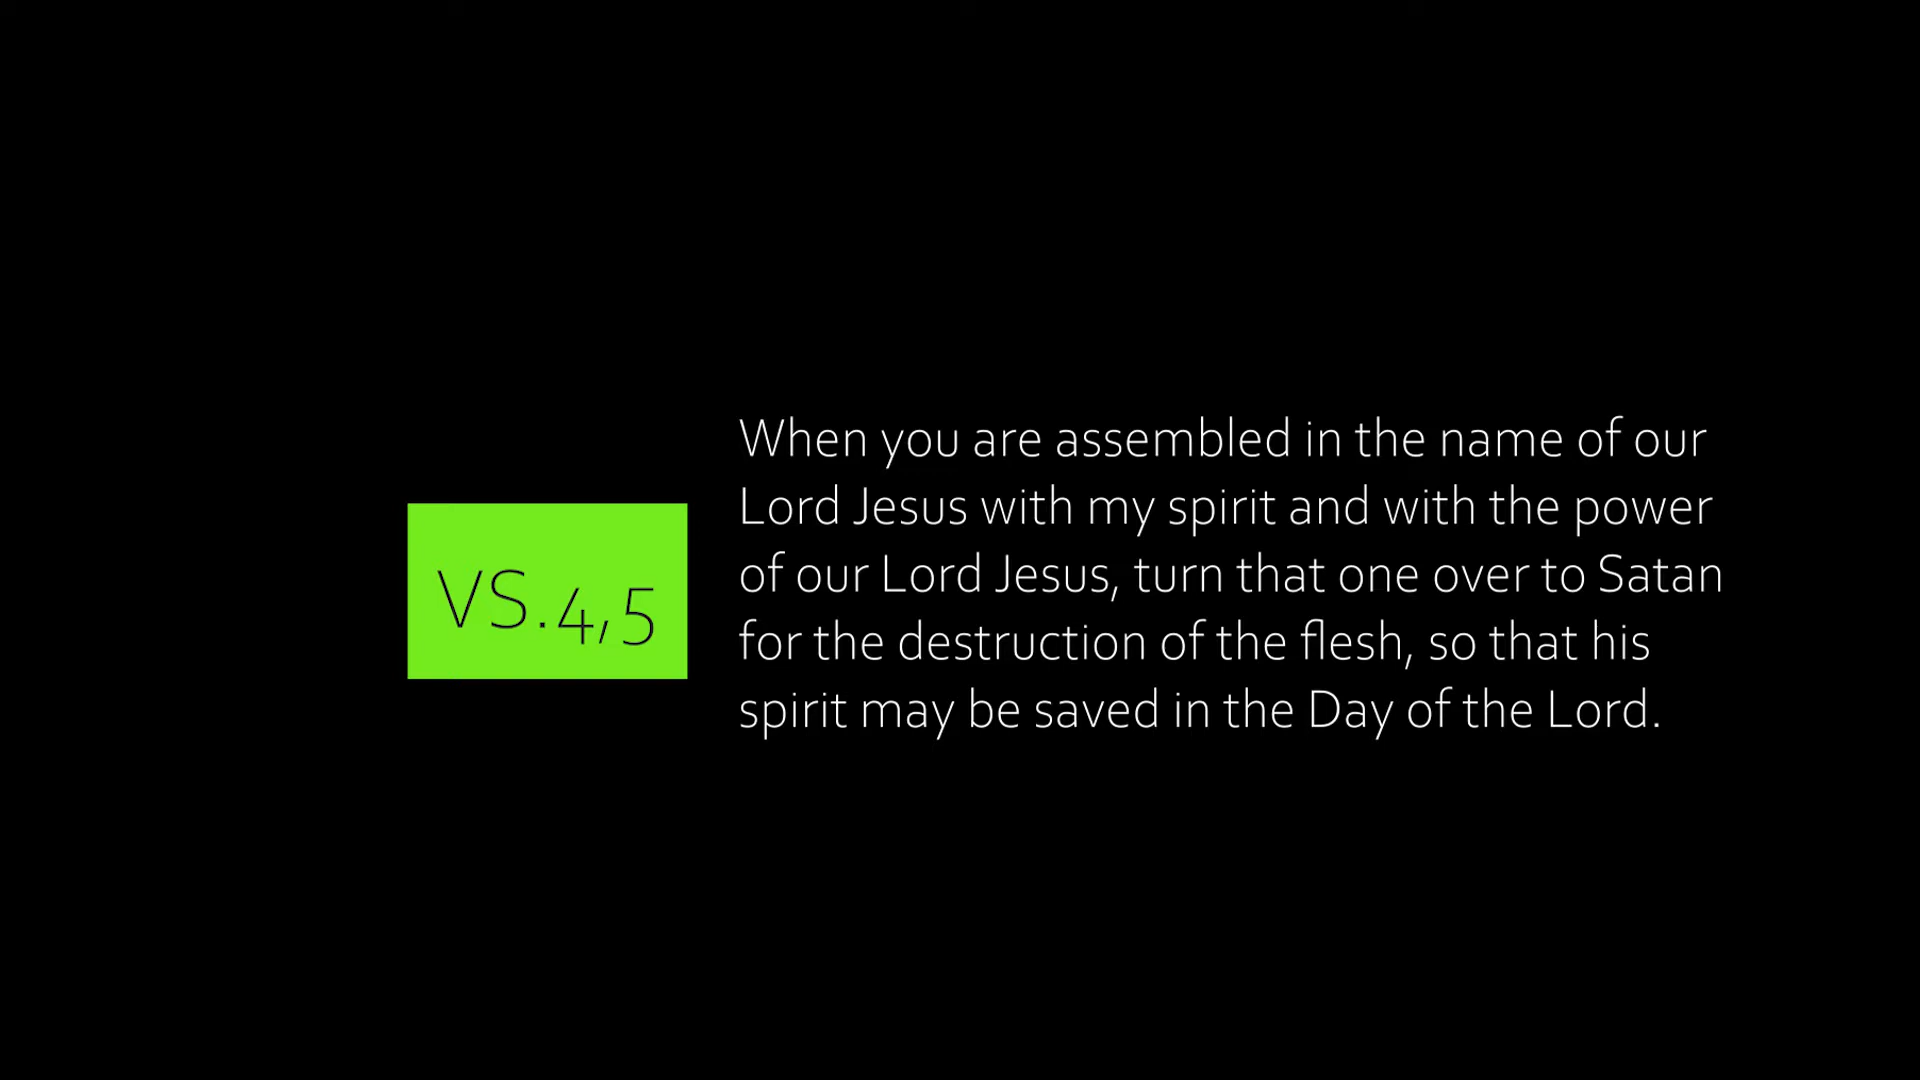 VS.4,5
When you are assembled in the name of our
Lord Jesus with my spirit and with the power
of our Lord Jesus, turn that one over to Satan
for the destruction of the flesh, so that his
spirit may be saved in the Day of the Lord.